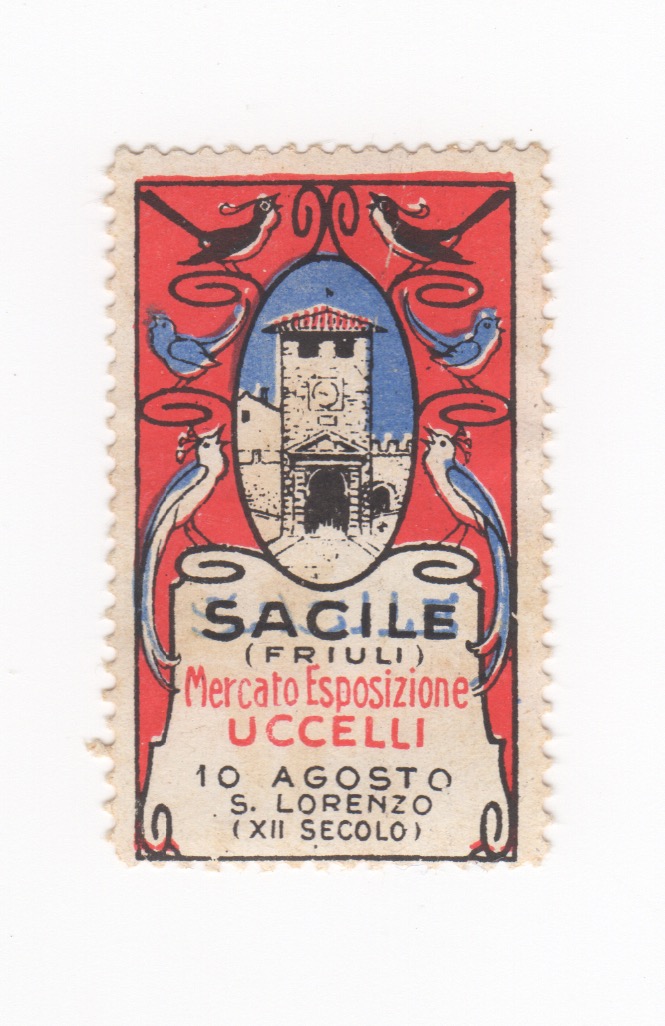 SACILE
(FRIULI)
Mercato Esposizione
UCCELLI
10 AGOSTO
S. LORENZO
(XII SECOLO)